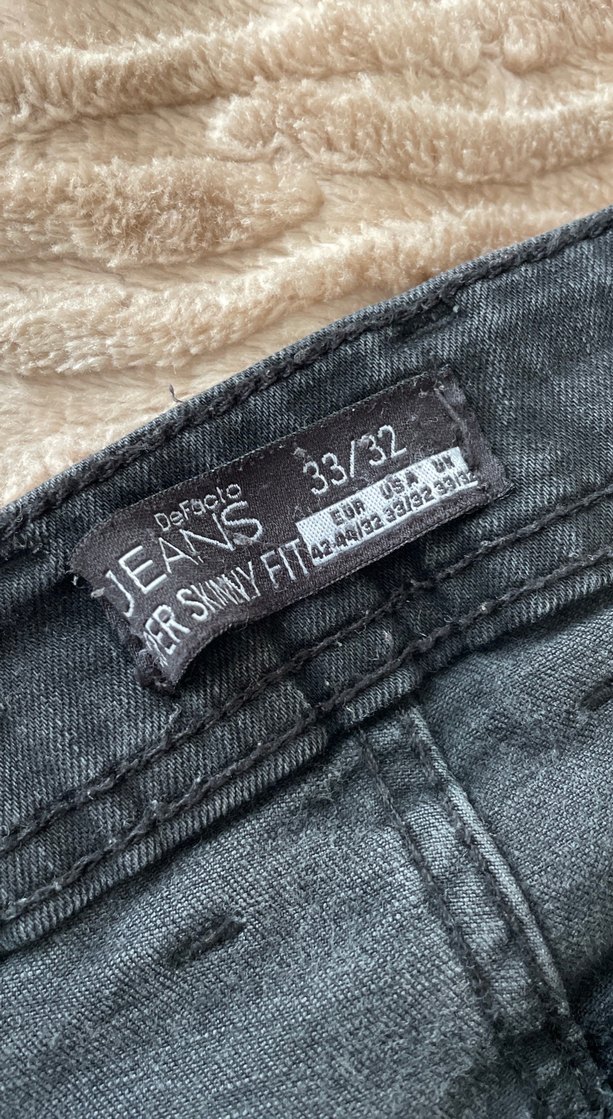 33/32
DeFacto
JEANS
PER SKINNY FIT
EUR USA UK
42-44/32 33/32 33/32